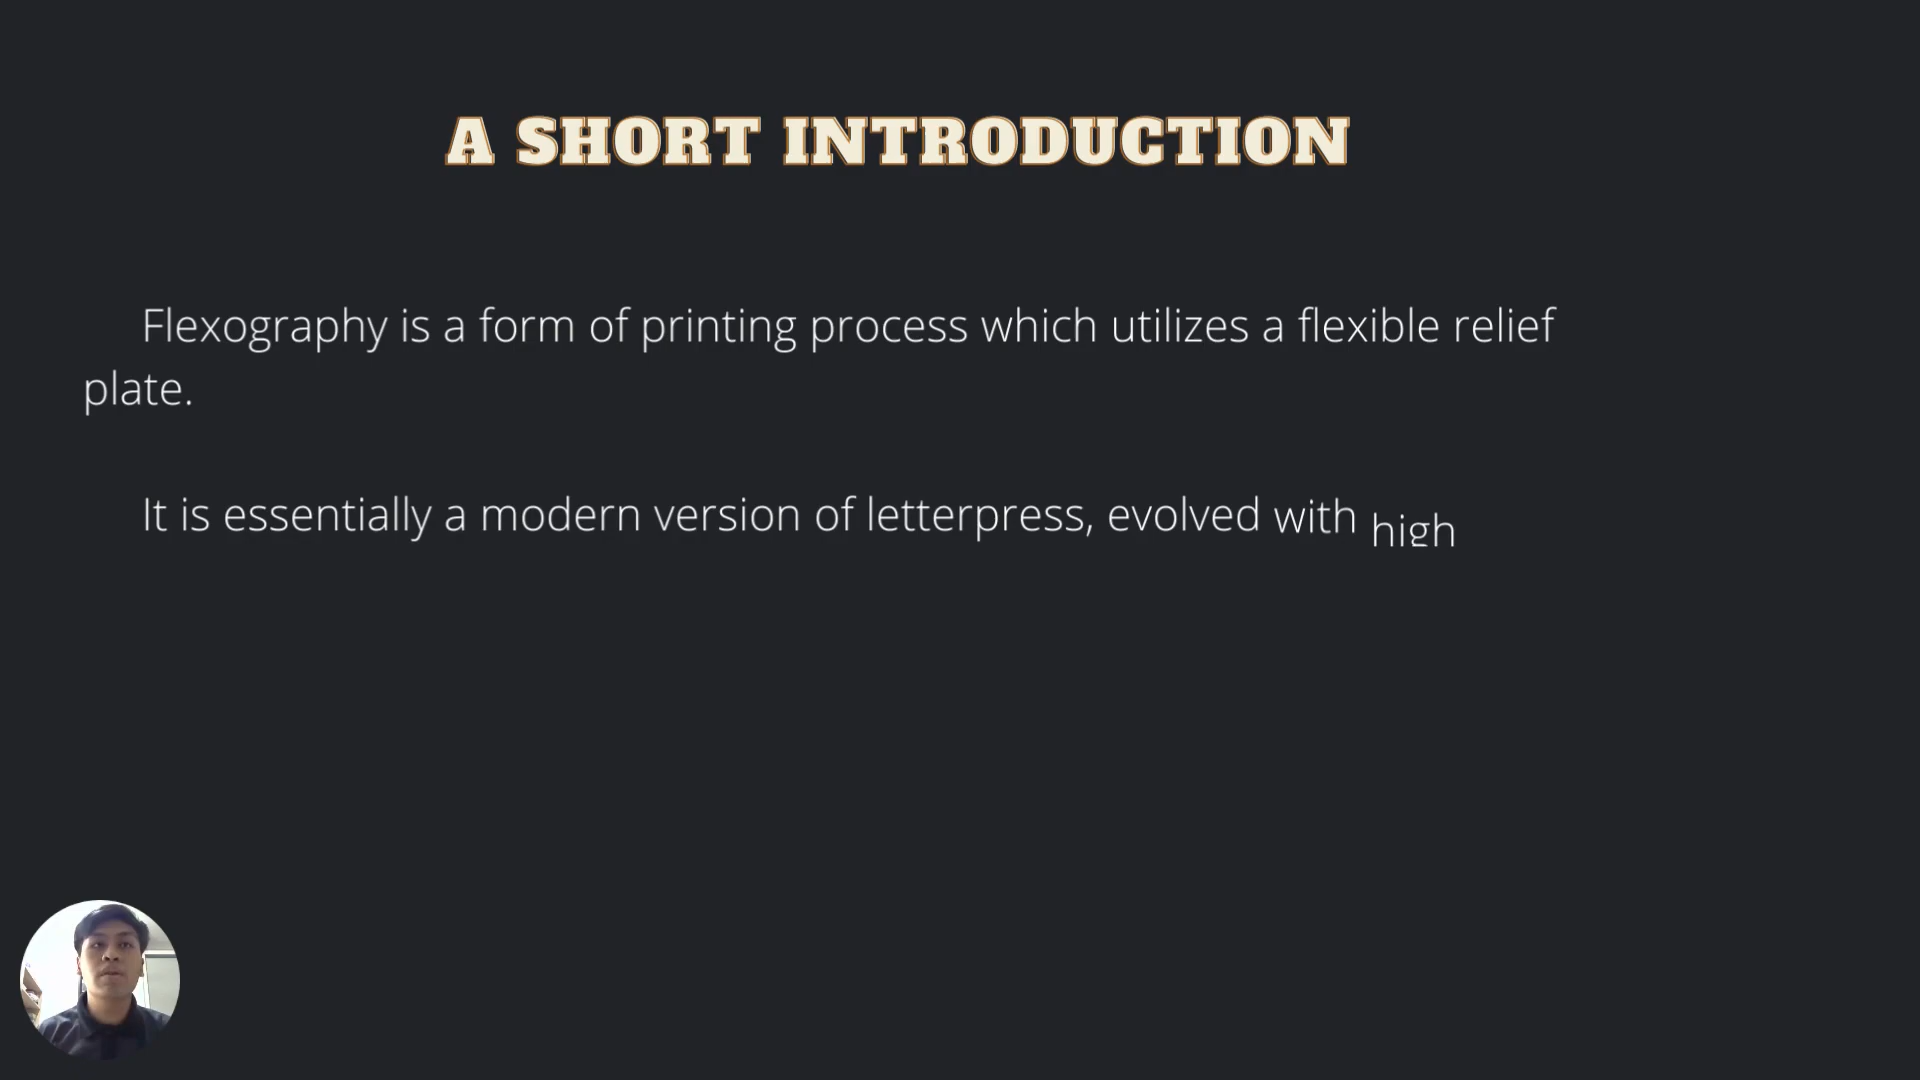 A SHORT INTRODUCTION
Flexography is a form of printing process which utilizes a flexible relief
plate.
It is essentially a modern version of letterpress, evolved with high